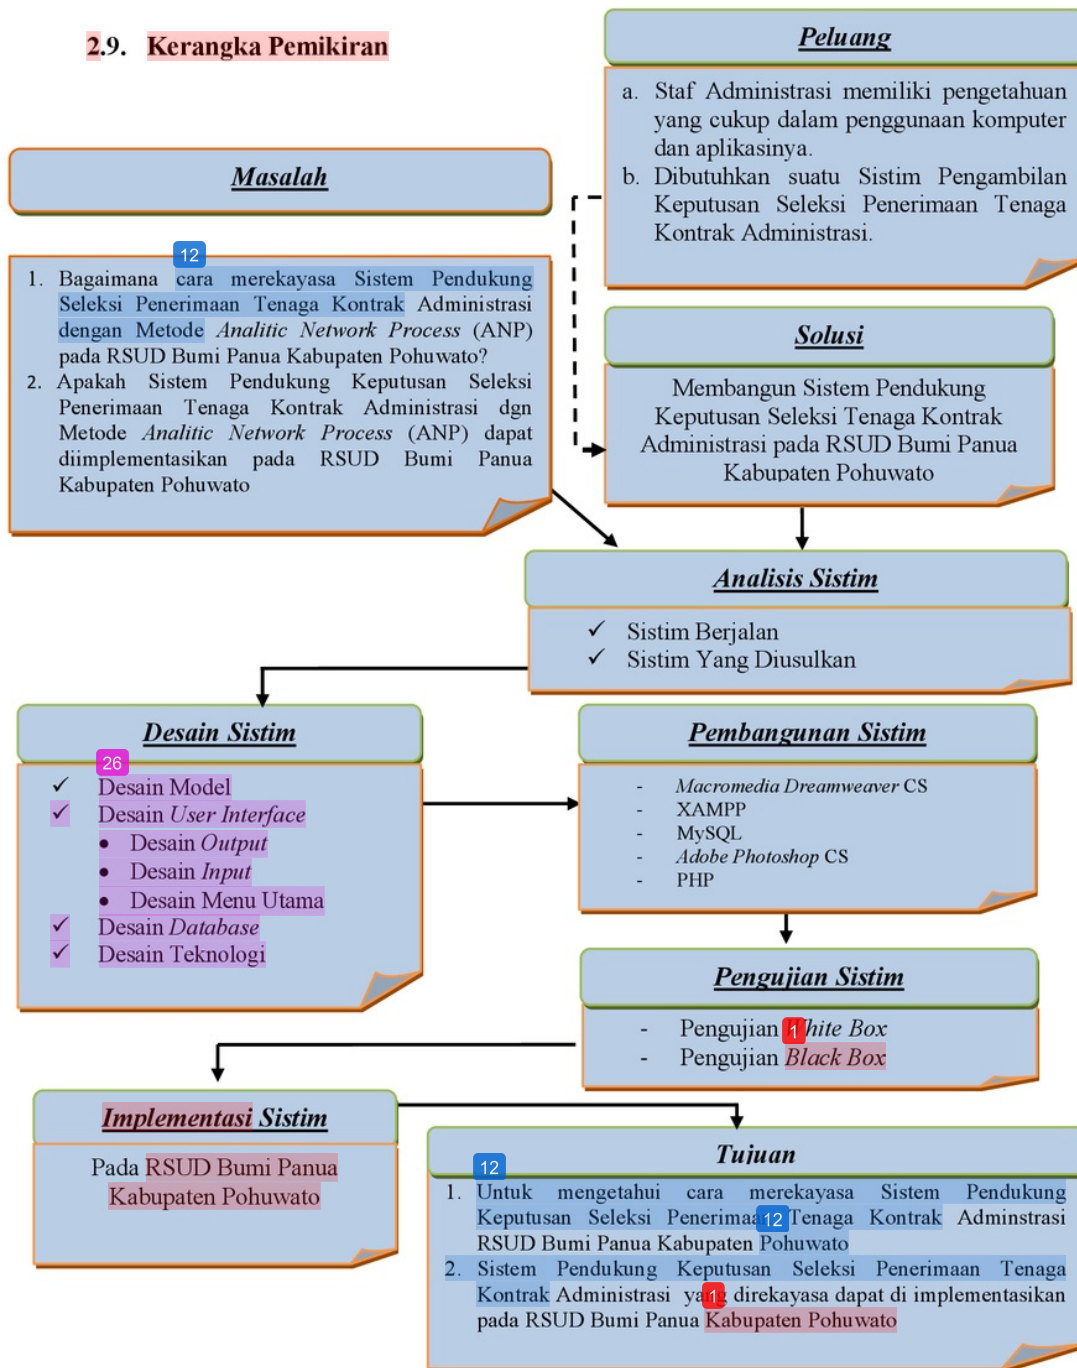 2.9. Kerangka Pemikiran
Peluang
a. Staf Administrasi memiliki pengetahuan
yang cukup dalam penggunaan komputer
dan aplikasinya.
b. Dibutuhkan suatu Sistim Pengambilan
Keputusan Seleksi Penerimaan Tenaga
Kontrak Administrasi.
Masalah
12
1. Bagaimana cara merekayasa Sistem Pendukung
Seleksi Penerimaan Tenaga Kontrak Administrasi
dengan Metode Analitic Network Process (ANP)
pada RSUD Bumi Panua Kabupaten Pohuwato?
2. Apakah Sistem Pendukung Keputusan Seleksi
Penerimaan Tenaga Kontrak Administrasi dgn
Metode Analitic Network Process (ANP) dapat
diimplementasikan pada RSUD Bumi Panua
Kabupaten Pohuwato
Solusi
Membangun Sistem Pendukung
Keputusan Seleksi Tenaga Kontrak
Administrasi pada RSUD Bumi Panua
Kabupaten Pohuwato
Analisis Sistim
✓ Sistim Berjalan
✓ Sistim Yang Diusulkan
Desain Sistim
26
✓ Desain Model
✓ Desain User Interface
• Desain Output
• Desain Input
• Desain Menu Utama
✓ Desain Database
✓ Desain Teknologi
Pembangunan Sistim
- Macromedia Dreamweaver CS
- XAMPP
- MySQL
- Adobe Photoshop CS
- PHP
Pengujian Sistim
- Pengujian White Box
1
- Pengujian Black Box
Implementasi Sistim
Pada RSUD Bumi Panua
Kabupaten Pohuwato
Tujuan
12
1. Untuk mengetahui cara merekayasa Sistem Pendukung
Keputusan Seleksi Penerimaan Tenaga Kontrak Adminstrasi
12
RSUD Bumi Panua Kabupaten Pohuwato
2. Sistem Pendukung Keputusan Seleksi Penerimaan Tenaga
Kontrak Administrasi yang direkayasa dapat di implementasikan
1
pada RSUD Bumi Panua Kabupaten Pohuwato